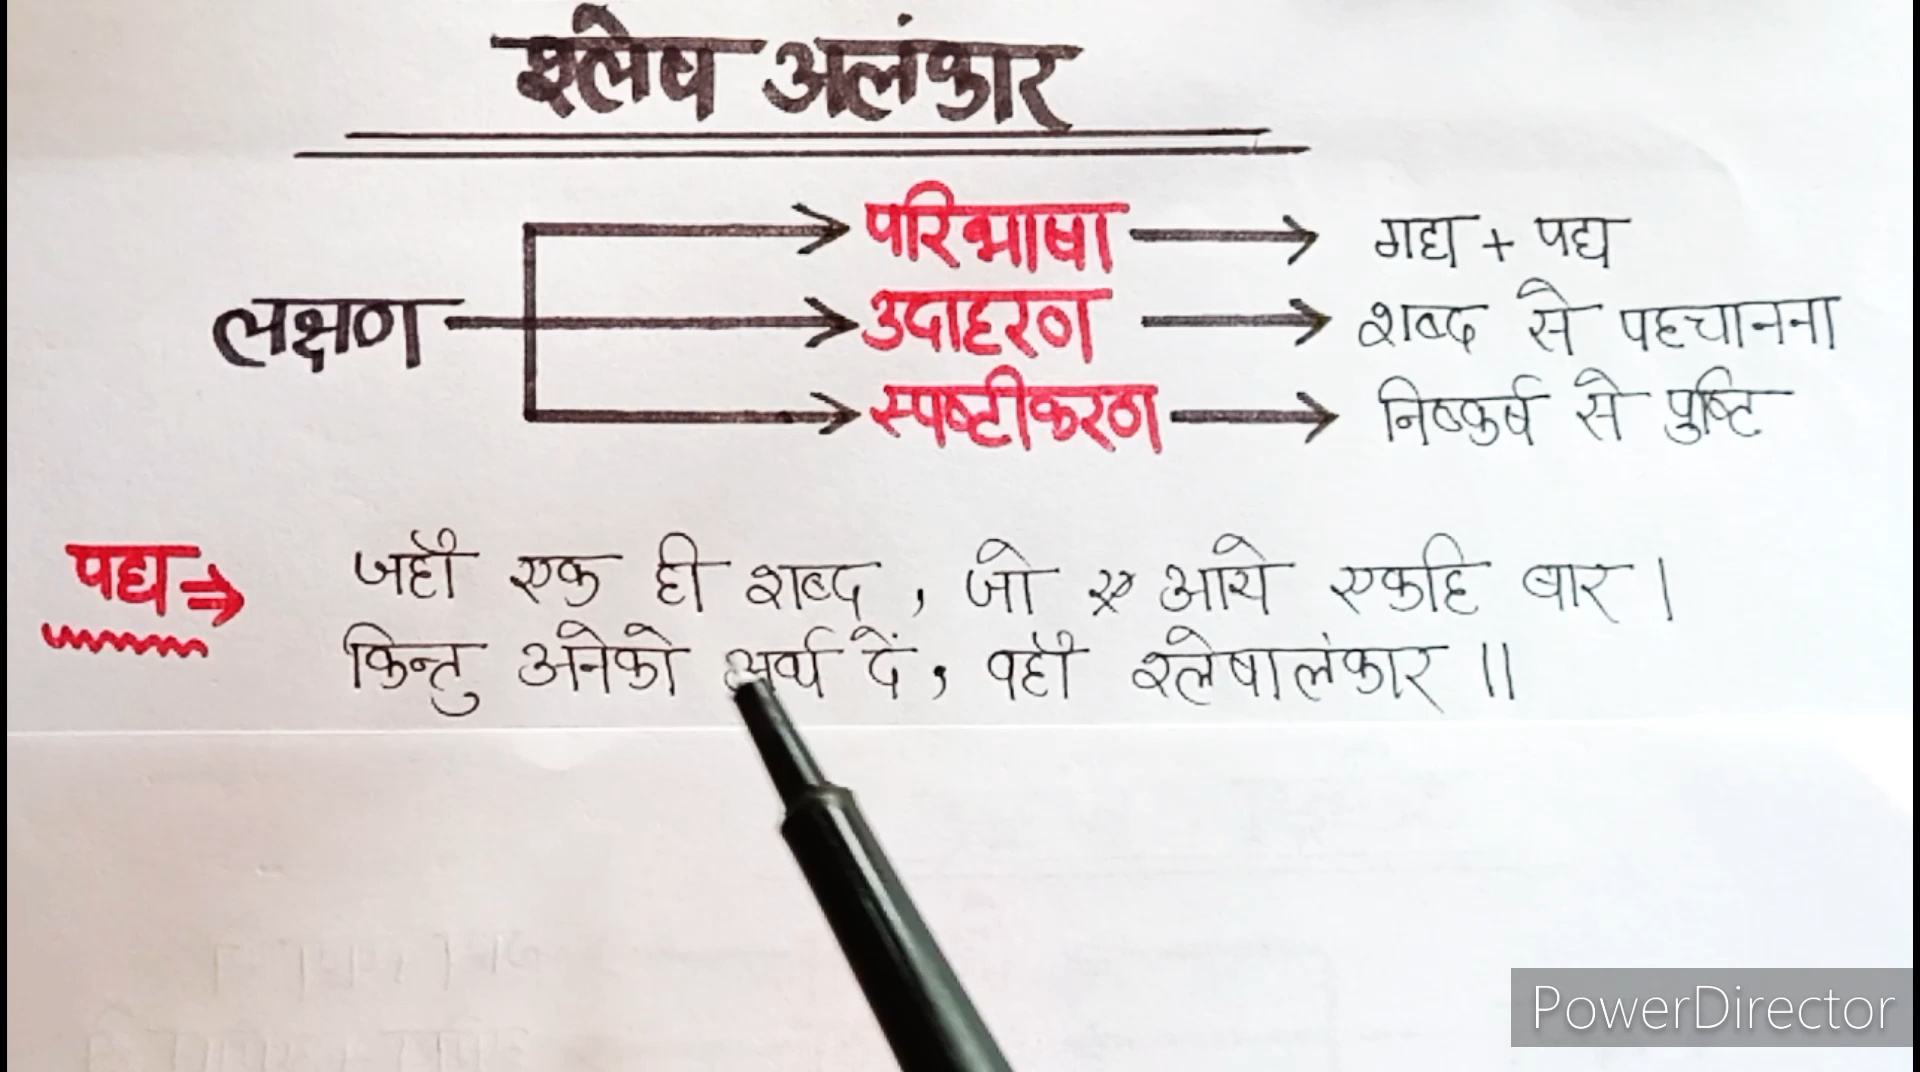 श्लेष अलंकार
परिभाषा → गद्य + पद्य
लक्षण → उदाहरण → शब्द से पहचानना
स्पष्टीकरण → निष्कर्ष से पुष्टि
पद्य ⇒ जहाँ एक ही शब्द, जो आये एकहि बार।
किन्तु अनेकों अर्थ दें, वहाँ श्लेषालंकार॥
PowerDirector